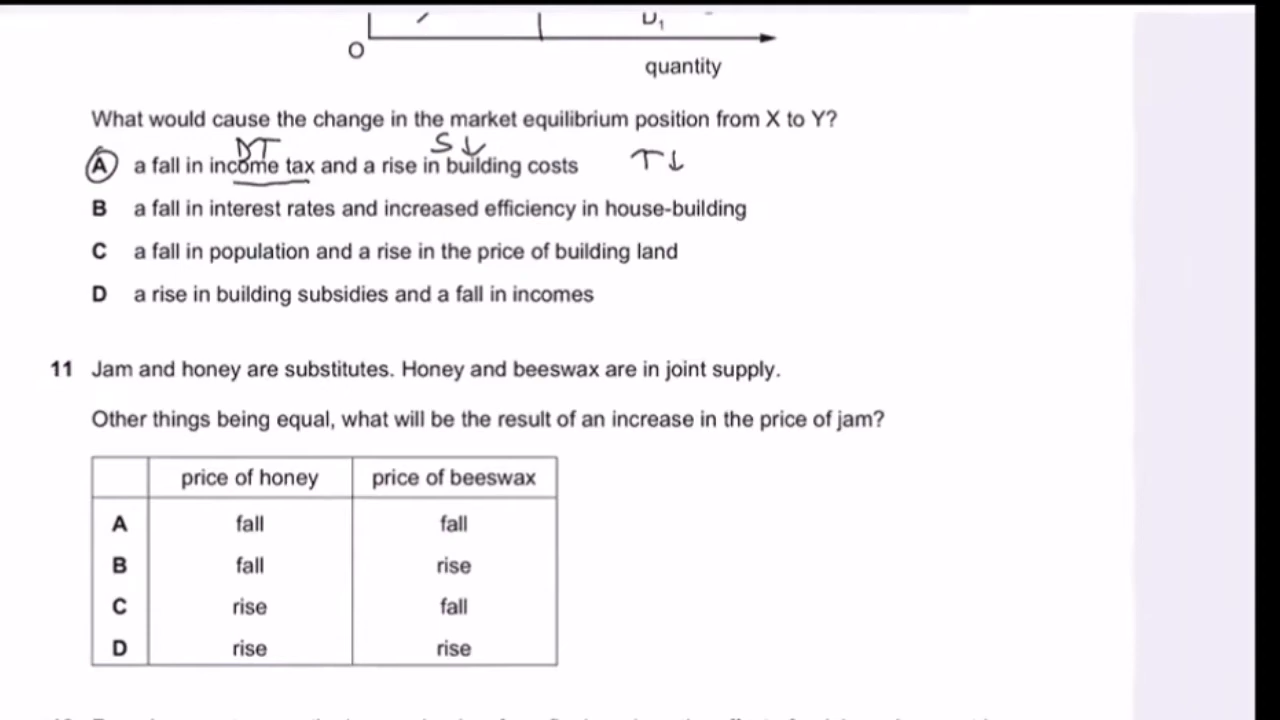 D₁
O
quantity
What would cause the change in the market equilibrium position from X to Y?
DT S↓
A a fall in income tax and a rise in building costs T↓
B a fall in interest rates and increased efficiency in house-building
C a fall in population and a rise in the price of building land
D a rise in building subsidies and a fall in incomes
11 Jam and honey are substitutes. Honey and beeswax are in joint supply.
Other things being equal, what will be the result of an increase in the price of jam?
price of honey price of beeswax
A fall fall
B fall rise
C rise fall
D rise rise